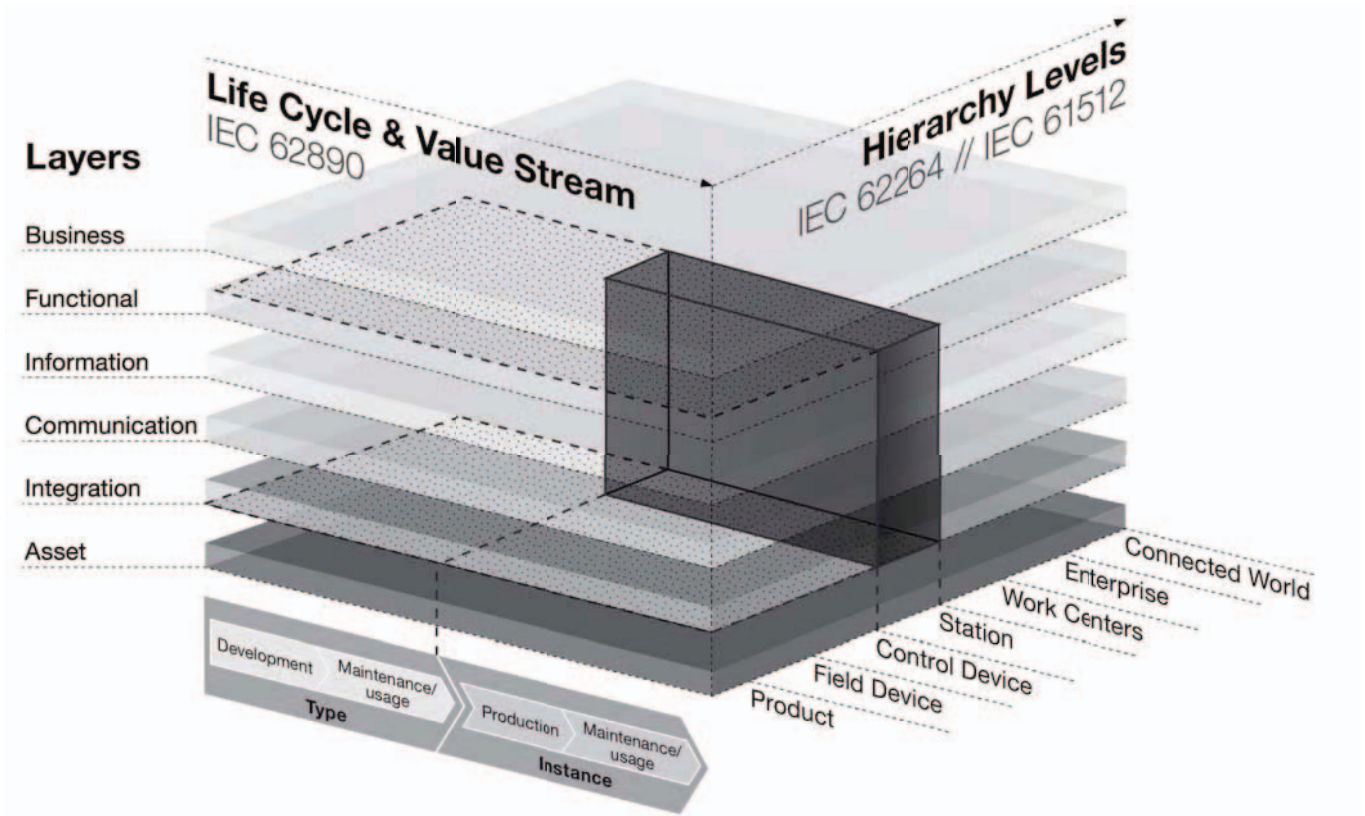 Life Cycle & Value Stream
IEC 62890
Hierarchy Levels
IEC 62264 // IEC 61512
Layers
Business
Functional
Information
Communication
Integration
Asset
Development
Maintenance/
usage
Type
Production
Maintenance/
usage
Instance
Connected World
Enterprise
Work Centers
Station
Control Device
Field Device
Product